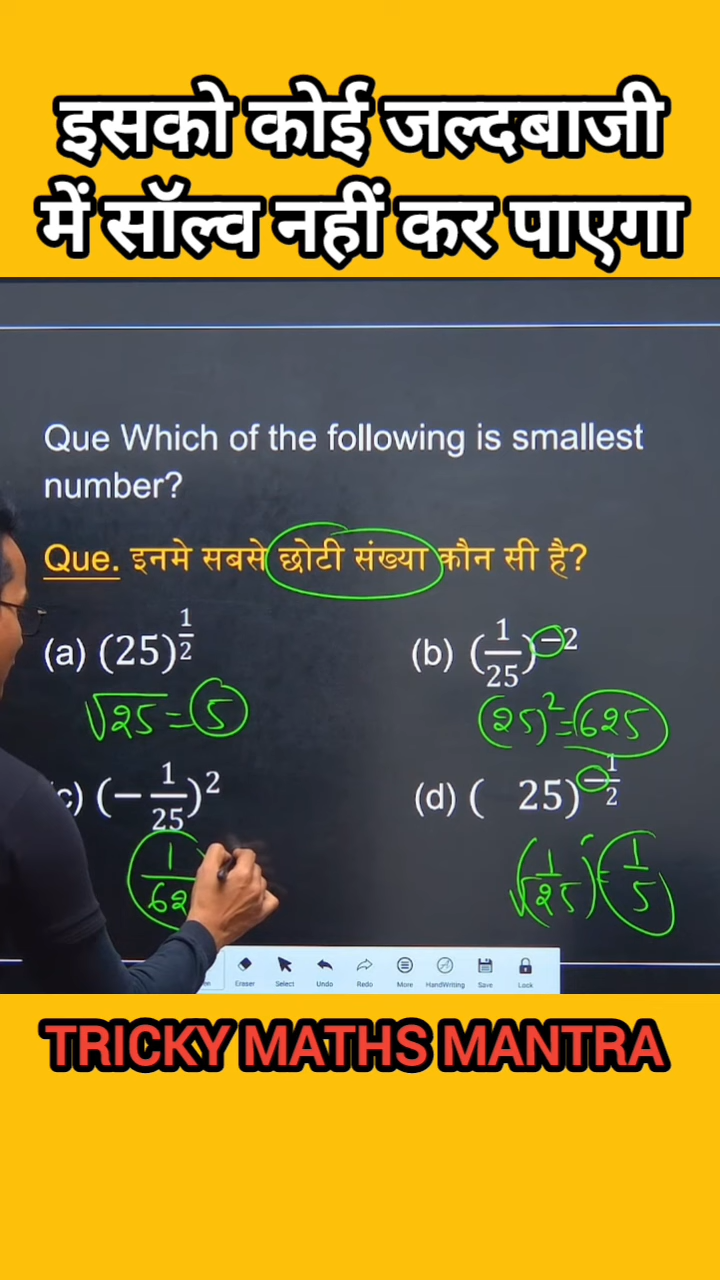 इसको कोई जल्दबाजी
में सॉल्व नहीं कर पाएगा
Que Which of the following is smallest
number?
Que. इनमे सबसे छोटी संख्या कौन सी है?
(a) (25)^{1/2}
(b) (1/25)^{-2}
√25 = 5
(25)^2 = 625
c) (-1/25)^2
(d) ( 25)^{-1/2}
1/62
√(1/25) = 1/5
Eraser Select Undo Redo More HandWriting Save Lock
TRICKY MATHS MANTRA